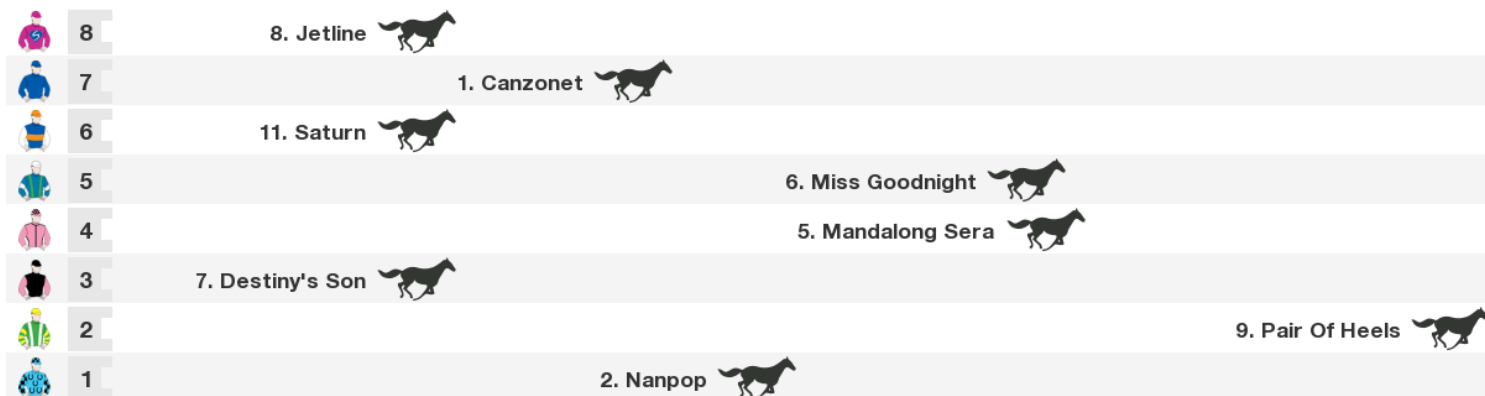 8 8. Jetline
7 1. Canzonet
6 11. Saturn
5 6. Miss Goodnight
4 5. Mandalong Sera
3 7. Destiny's Son
2 9. Pair Of Heels
1 2. Nanpop